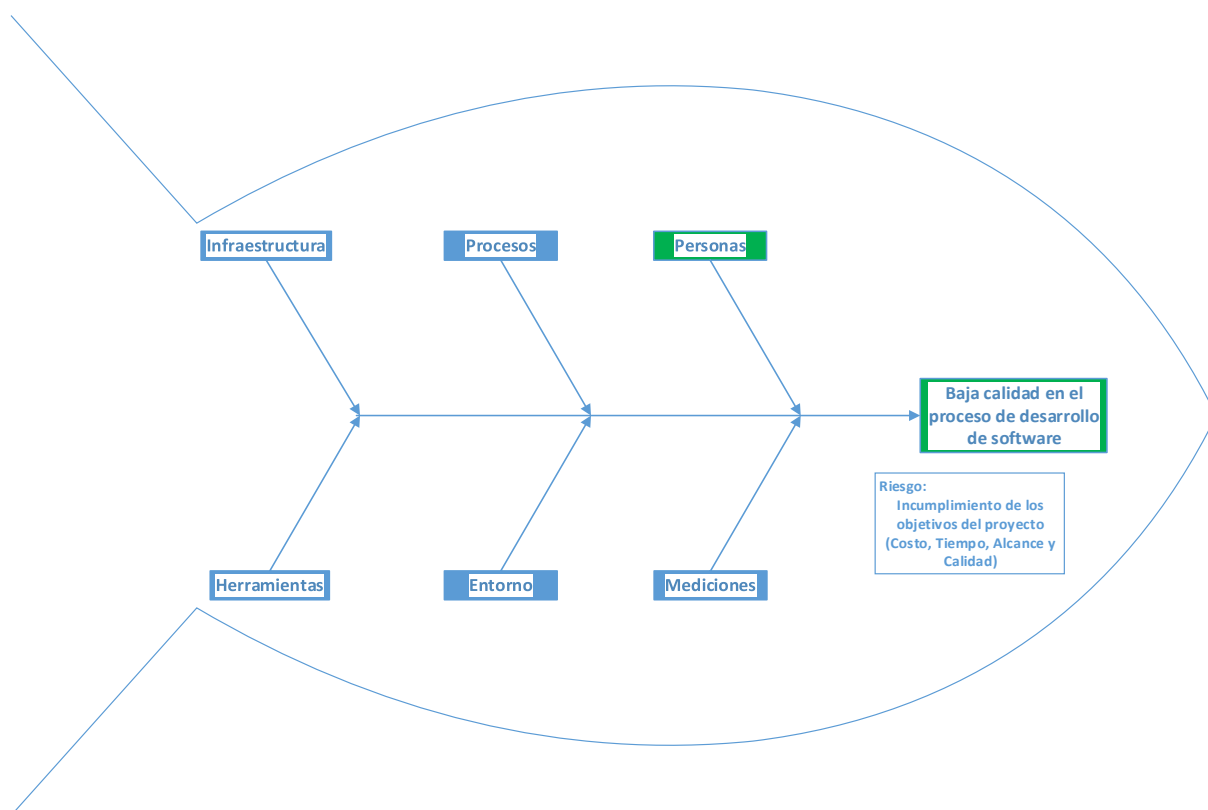 Infraestructura
Procesos
Personas
Baja calidad en el
proceso de desarrollo
de software
Riesgo:
Incumplimiento de los
objetivos del proyecto
(Costo, Tiempo, Alcance y
Calidad)
Herramientas
Entorno
Mediciones